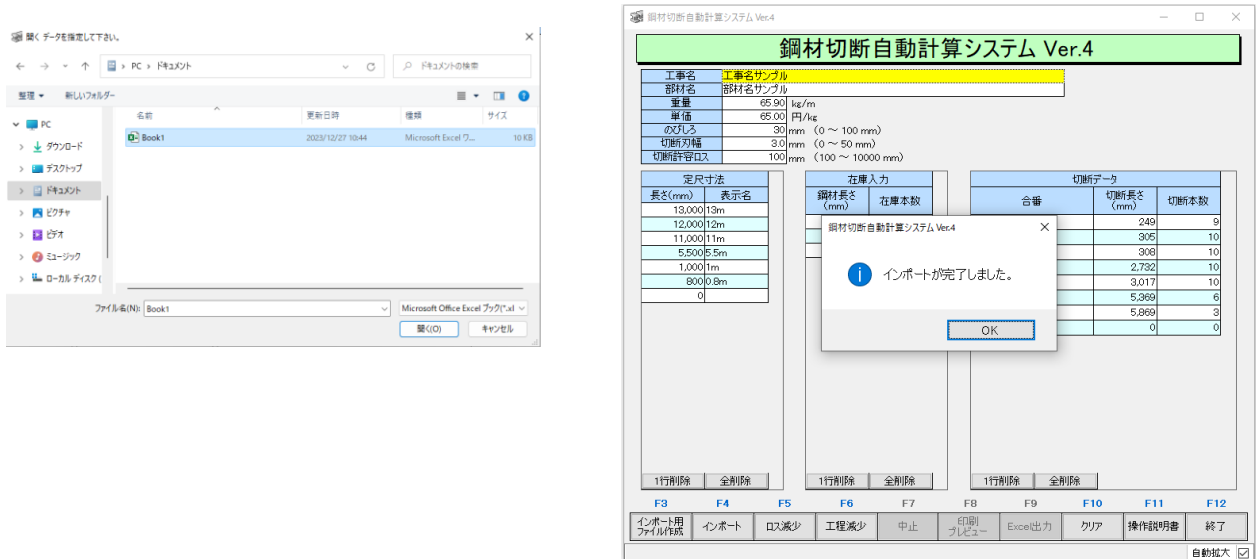 開く データを指定して下さい。
PC › ドキュメント
ドキュメントの検索
整理 新しいフォルダー
名前 更新日時 種類 サイズ
PC
ダウンロード
デスクトップ
ドキュメント
ピクチャ
ビデオ
ミュージック
ローカル ディスク (
Book1 2023/12/27 10:44 Microsoft Excel ワ... 10 KB
ファイル名(N): Book1 Microsoft Office Excel ブック(*.xl
開く(O) キャンセル
鋼材切断自動計算システム Ver.4
鋼材切断自動計算システム Ver.4
工事名 工事名サンプル
部材名 部材名サンプル
重量 65.90 kg/m
単価 65.00 円/kg
のびしろ 30 mm (0 ～ 100 mm)
切断刃幅 3.0 mm (0 ～ 50 mm)
切断許容ロス 100 mm (100 ～ 10000 mm)
定尺寸法
長さ(mm) 表示名
13,000 13m
12,000 12m
11,000 11m
5,500 5.5m
1,000 1m
800 0.8m
0
在庫入力
鋼材長さ(mm) 在庫本数
切断データ
合番 切断長さ(mm) 切断本数
249 9
305 10
308 10
2,732 10
3,017 10
5,369 6
5,869 3
0 0
鋼材切断自動計算システム Ver.4
インポートが完了しました。
OK
1行削除 全削除 1行削除 全削除 1行削除 全削除
F3 F4 F5 F6 F7 F8 F9 F10 F11 F12
インポート用ファイル作成 インポート ロス減少 工程減少 中止 印刷プレビュー Excel出力 クリア 操作説明書 終了
自動拡大